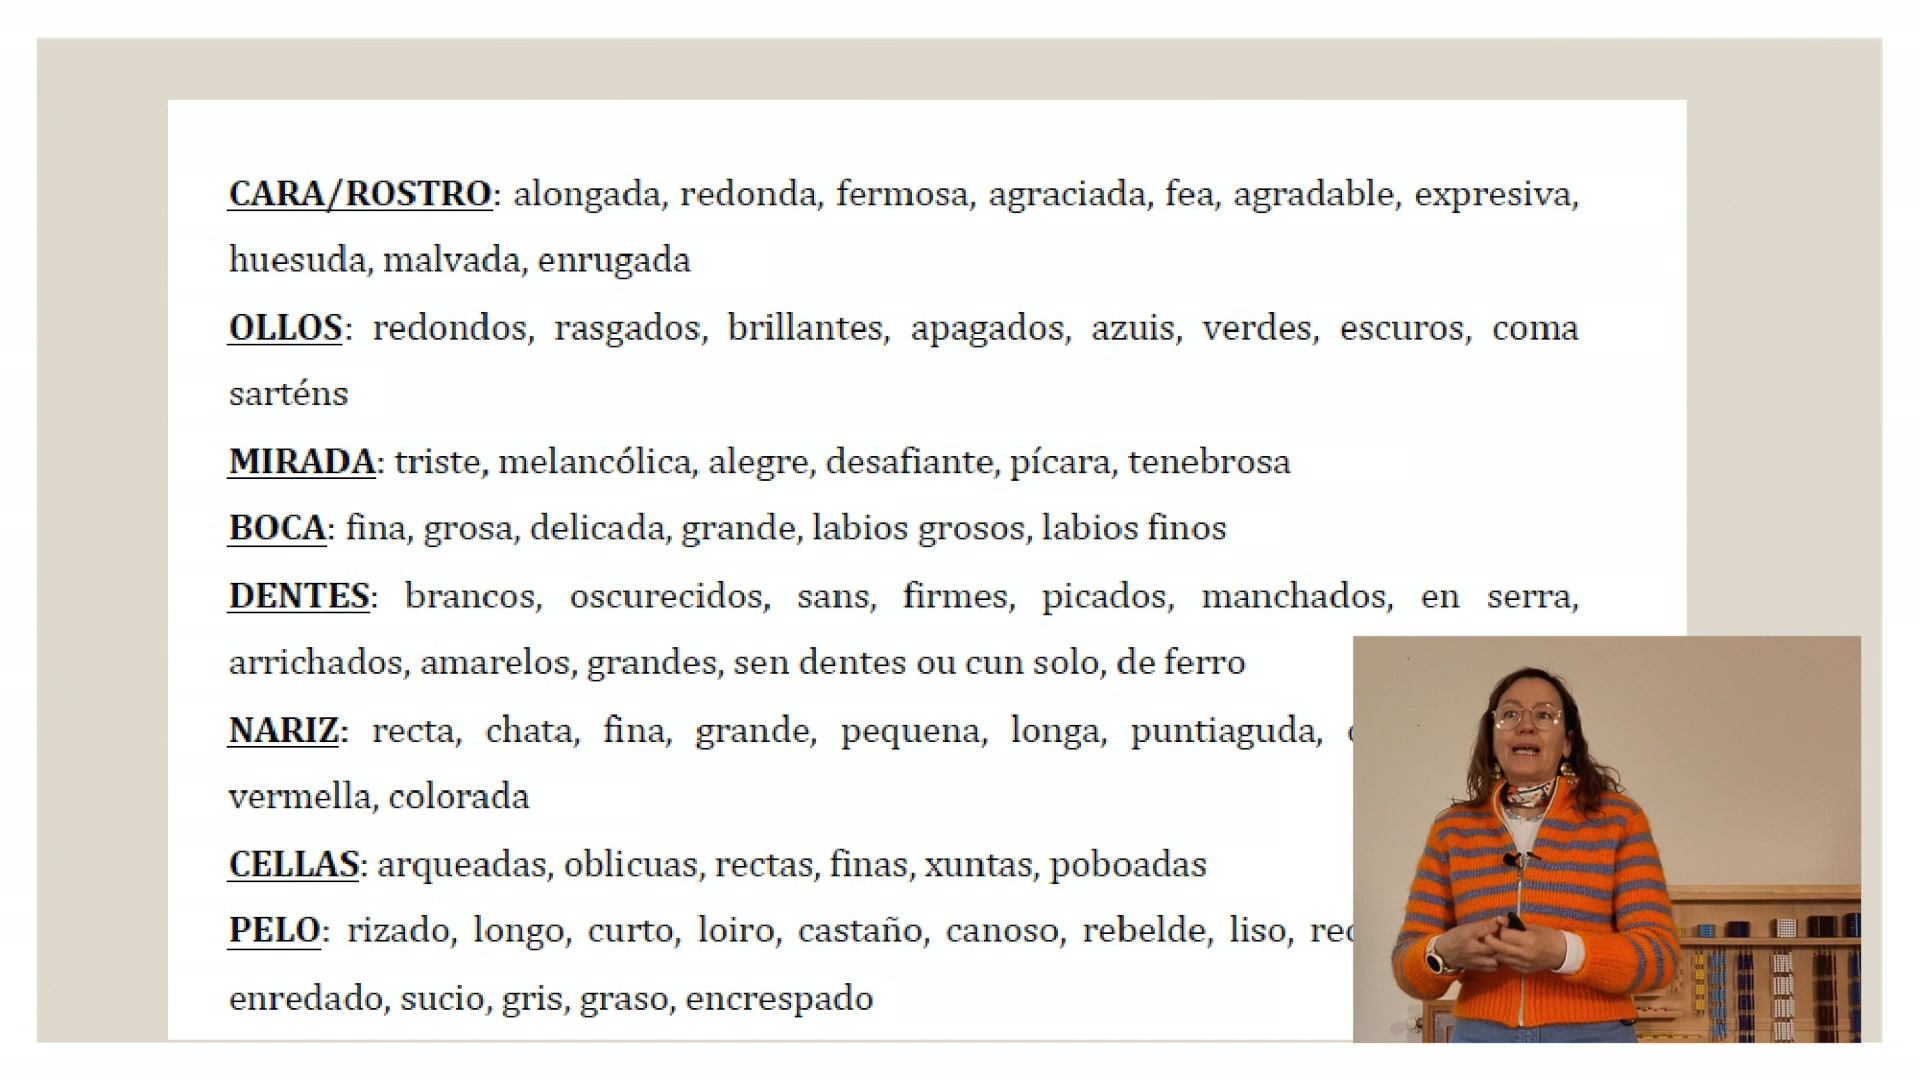 CARA/ROSTRO: alongada, redonda, fermosa, agraciada, fea, agradable, expresiva,
huesuda, malvada, enrugada
OLLOS: redondos, rasgados, brillantes, apagados, azuis, verdes, escuros, coma
sarténs
MIRADA: triste, melancólica, alegre, desafiante, pícara, tenebrosa
BOCA: fina, grosa, delicada, grande, labios grosos, labios finos
DENTES: brancos, oscurecidos, sans, firmes, picados, manchados, en serra,
arrichados, amarelos, grandes, sen dentes ou cun solo, de ferro
NARIZ: recta, chata, fina, grande, pequena, longa, puntiaguda,
vermella, colorada
CELLAS: arqueadas, oblicuas, rectas, finas, xuntas, poboadas
PELO: rizado, longo, curto, loiro, castaño, canoso, rebelde, liso,
enredado, sucio, gris, graso, encrespado